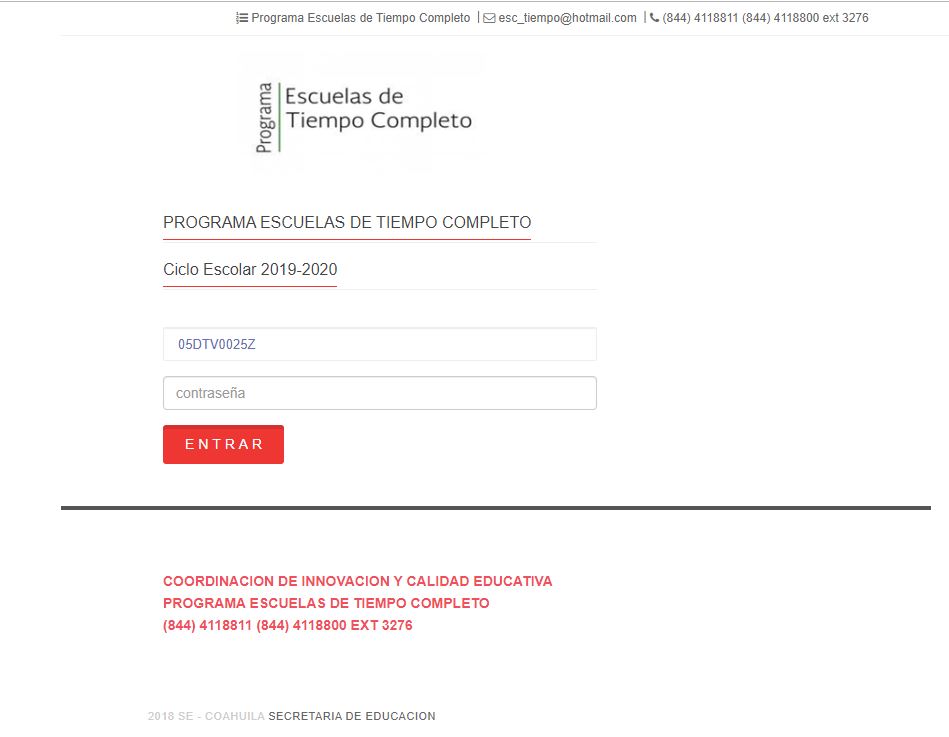 Programa Escuelas de Tiempo Completo | esc_tiempo@hotmail.com | (844) 4118811 (844) 4118800 ext 3276
Programa
Escuelas de
Tiempo Completo
PROGRAMA ESCUELAS DE TIEMPO COMPLETO
Ciclo Escolar 2019-2020
05DTV0025Z
contraseña
ENTRAR
COORDINACION DE INNOVACION Y CALIDAD EDUCATIVA
PROGRAMA ESCUELAS DE TIEMPO COMPLETO
(844) 4118811 (844) 4118800 EXT 3276
2018 SE - COAHUILA SECRETARIA DE EDUCACION